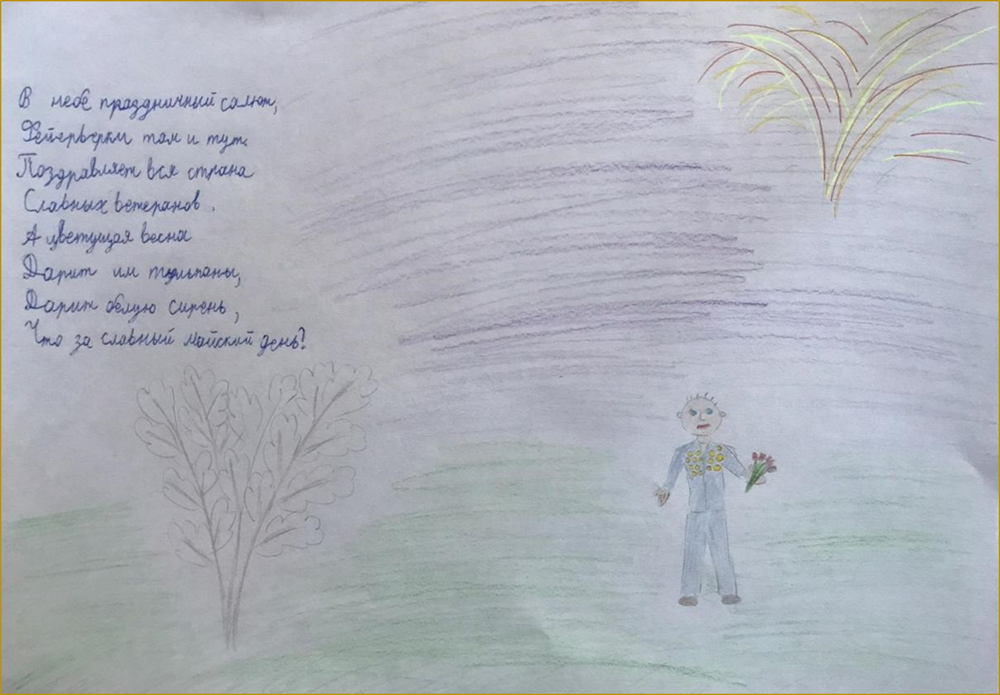 В небе праздничный салют,
Фейерверки там и тут.
Поздравляет вся страна
Славных ветеранов.
А цветущая весна
Дарит им тюльпаны,
Дарит белую сирень,
Что за славный майский день?